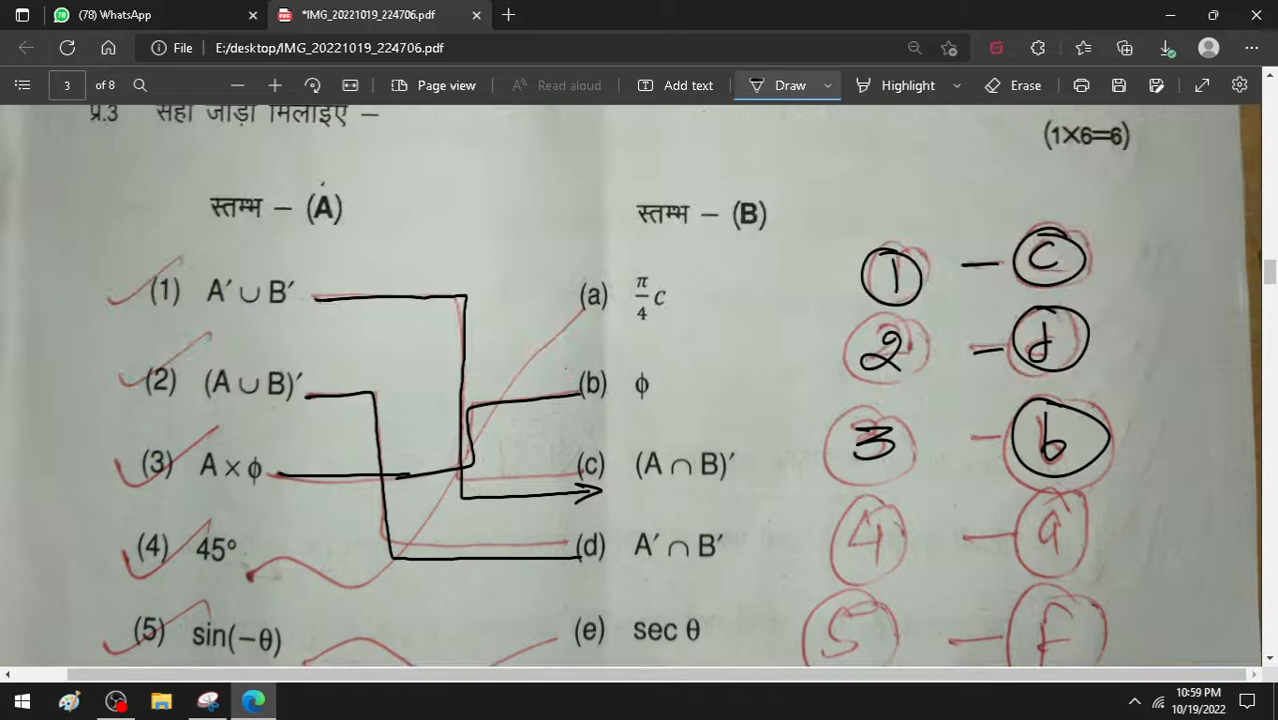 (78) WhatsApp
*IMG_20221019_224706.pdf
File E:/desktop/IMG_20221019_224706.pdf
3 of 8 Page view Read aloud Add text Draw Highlight Erase
प्र.3 सही जोड़ी मिलाइए –
(1×6=6)
स्तम्भ – (A) स्तम्भ – (B)
(1) A′ ∪ B′ (a) π/4 c 1 – c
(2) (A ∪ B)′ (b) ϕ 2 – d
(3) A × ϕ (c) (A ∩ B)′ 3 – b
(4) 45° (d) A′ ∩ B′ 4 – a
(5) sin(−θ) (e) sec θ 5 – f
10:59 PM
10/19/2022